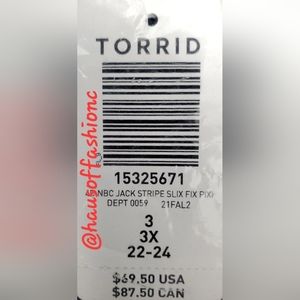 TORRID
15325671
NBC JACK STRIPE SLIX FIX PIXI
DEPT 0059 21FAL2
3
3X
22-24
$69.50 USA
$87.50 CAN
@hausoffashionc